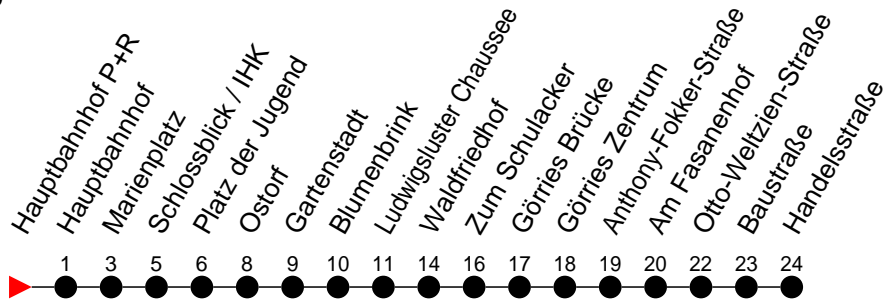 Hauptbahnhof P+R
Hauptbahnhof
Marienplatz
Schlossblick / IHK
Platz der Jugend
Ostorf
Gartenstadt
Blumenbrink
Ludwigsluster Chaussee
Waldfriedhof
Zum Schulacker
Görries Brücke
Görries Zentrum
Anthony-Fokker-Straße
Am Fasanenhof
Otto-Weltzien-Straße
Baustraße
Handelsstraße
1 3 5 6 8 9 10 11 14 16 17 18 19 20 22 23 24